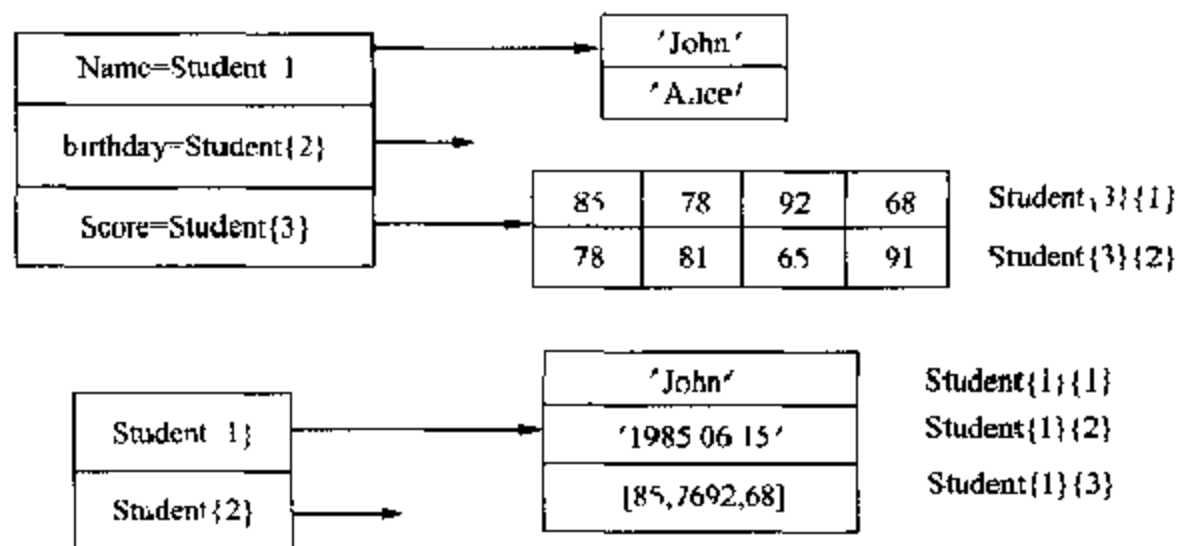 Name=Student 1
'John'
'Alice'
birthday=Student{2}
Score=Student{3}
85 78 92 68 Student{3}{1}
78 81 65 91 Student{3}{2}
'John' Student{1}{1}
Student 1}
'1985 06 15' Student{1}{2}
[85,7692,68] Student{1}{3}
Student{2}